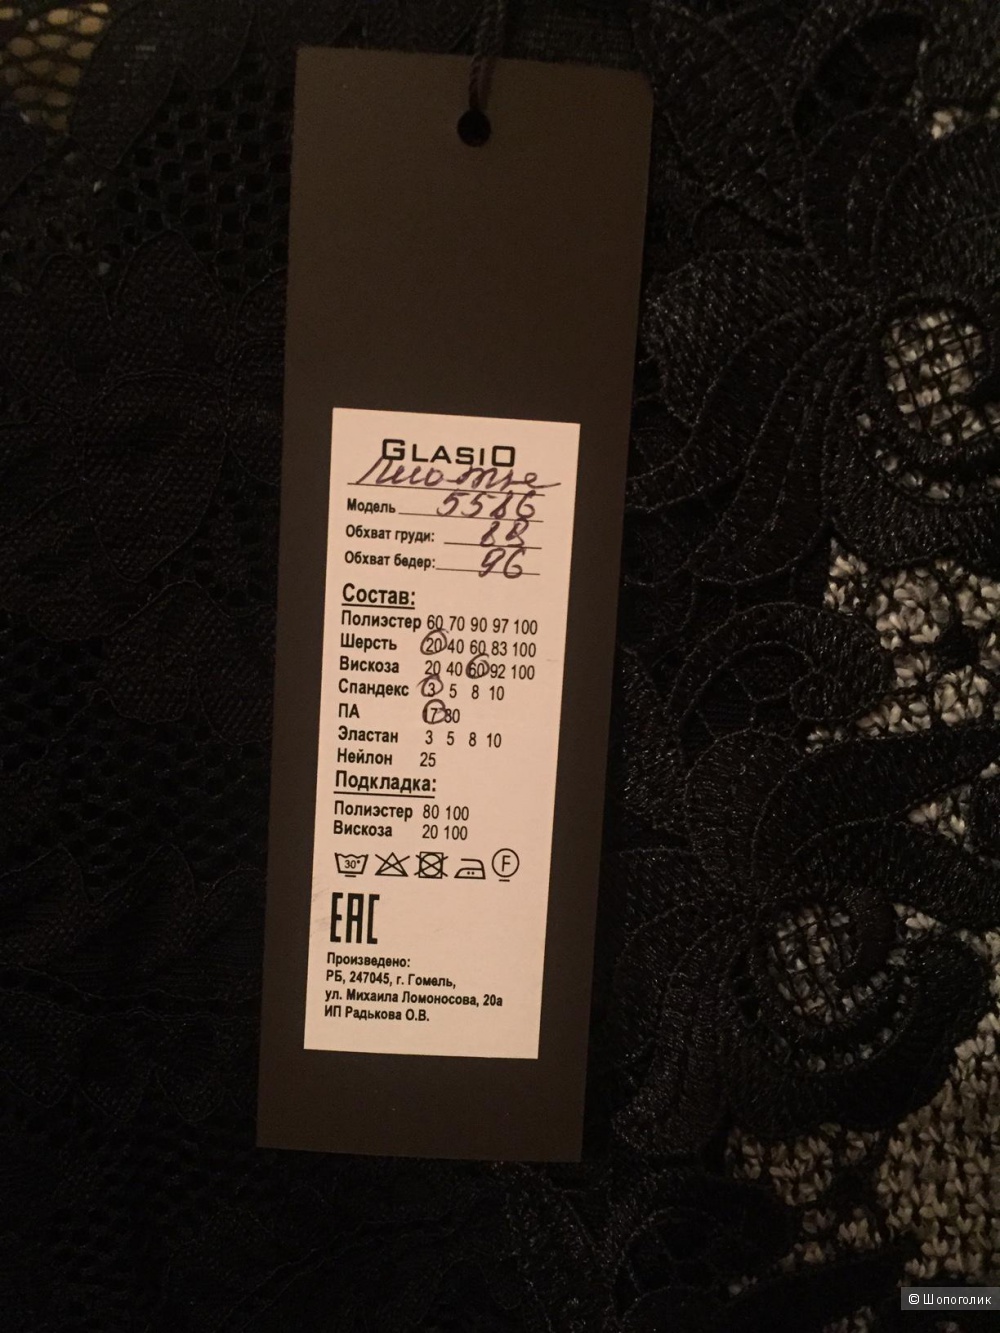 GLASIO
Модель 5586
Обхват груди: 88
Обхват бедер: 96
Состав:
Полиэстер 60 70 90 97 100
Шерсть 20 40 60 83 100
Вискоза 20 40 60 92 100
Спандекс 3 5 8 10
ПА 17 80
Эластан 3 5 8 10
Нейлон 25
Подкладка:
Полиэстер 80 100
Вискоза 20 100
30° F
EAC
Произведено:
РБ, 247045, г. Гомель,
ул. Михаила Ломоносова, 20а
ИП Радькова О.В.
© Шопоголик